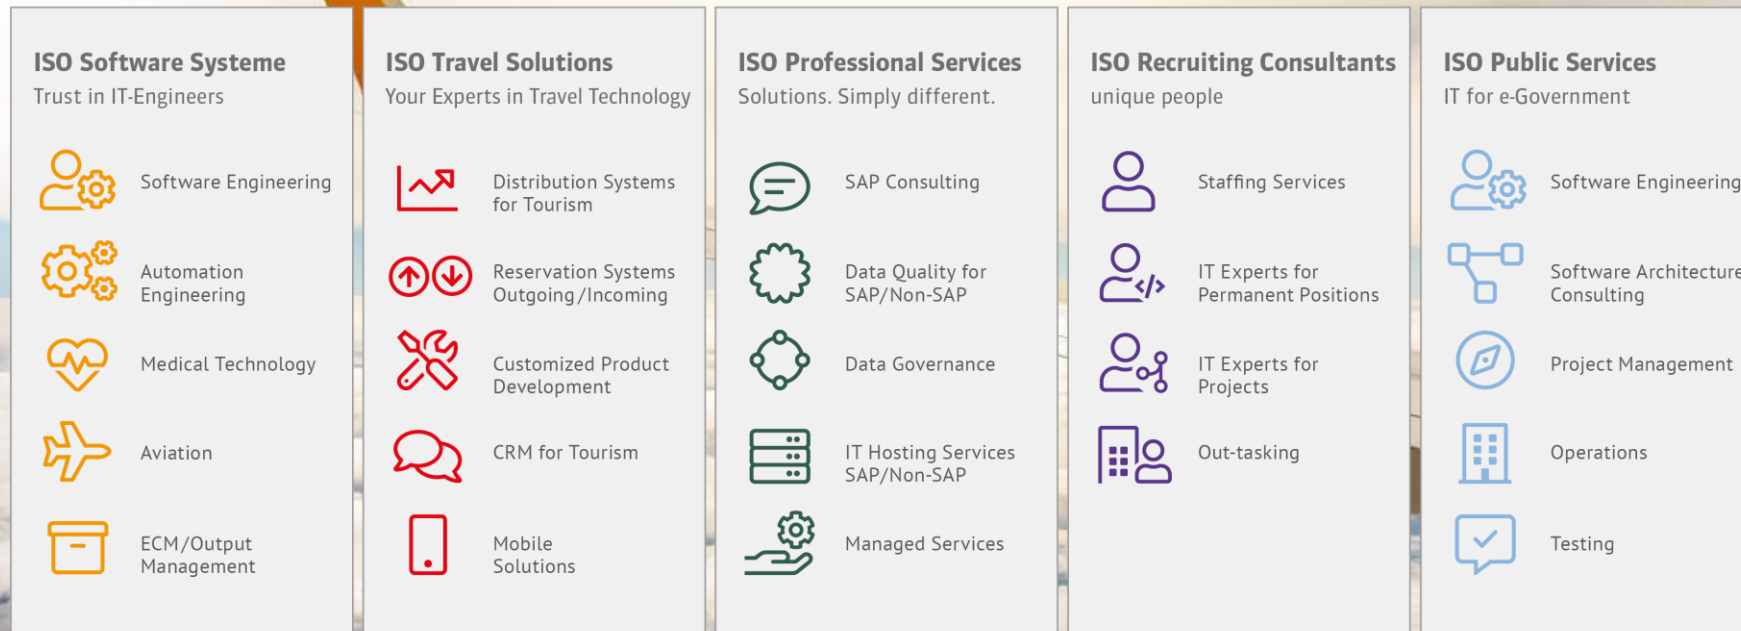 ISO Software Systeme
Trust in IT-Engineers
Software Engineering
Automation
Engineering
Medical Technology
Aviation
ECM/Output
Management
ISO Travel Solutions
Your Experts in Travel Technology
Distribution Systems
for Tourism
Reservation Systems
Outgoing/Incoming
Customized Product
Development
CRM for Tourism
Mobile
Solutions
ISO Professional Services
Solutions. Simply different.
SAP Consulting
Data Quality for
SAP/Non-SAP
Data Governance
IT Hosting Services
SAP/Non-SAP
Managed Services
ISO Recruiting Consultants
unique people
Staffing Services
IT Experts for
Permanent Positions
IT Experts for
Projects
Out-tasking
ISO Public Services
IT for e-Government
Software Engineering
Software Architecture
Consulting
Project Management
Operations
Testing